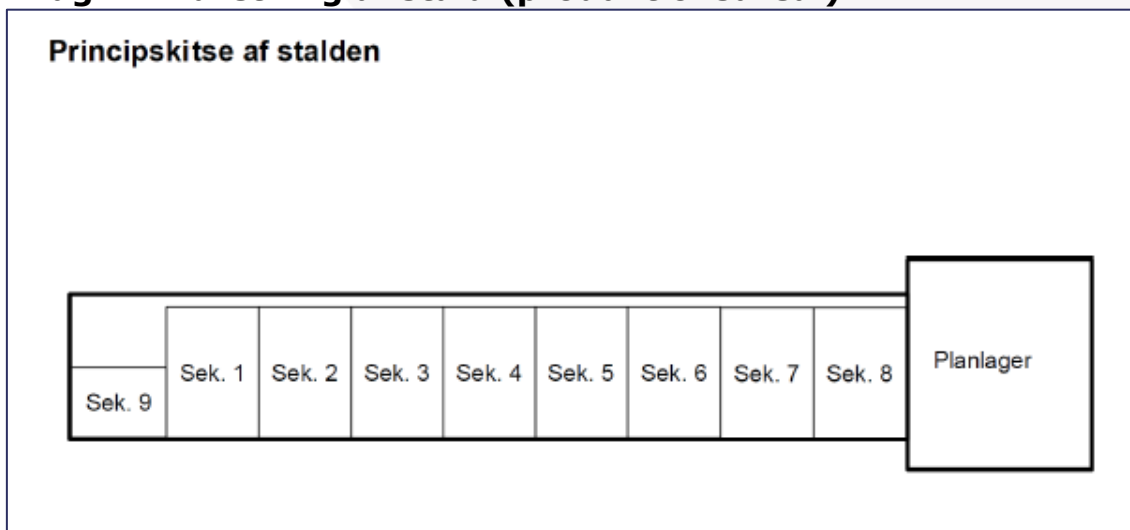 Principskitse af stalden
Sek. 1 Sek. 2 Sek. 3 Sek. 4 Sek. 5 Sek. 6 Sek. 7 Sek. 8 Planlager
Sek. 9